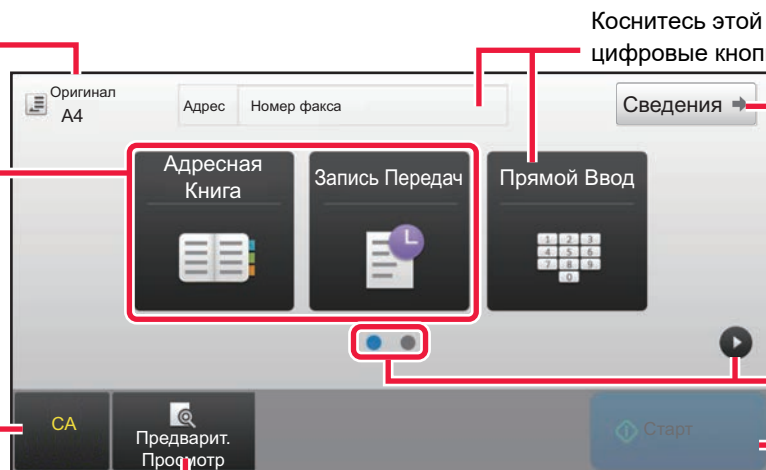 Коснитесь этой
цифровые кноп
Оригинал
A4
Адрес
Номер факса
Сведения
Адресная
Книга
Запись Передач
Прямой Ввод
1 2 3
4 5 6
7 8 9
0
CA
Предварит.
Просмотр
Старт